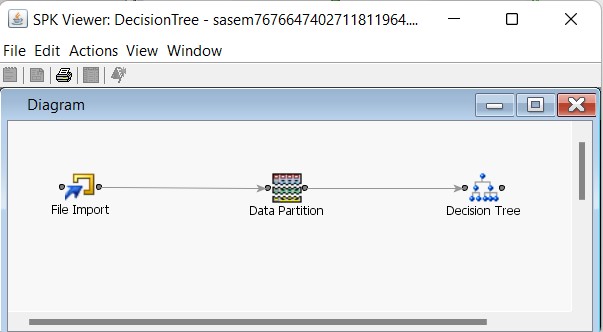 SPK Viewer: DecisionTree - sasem7676647402711811964....
File Edit Actions View Window
Diagram
File Import Data Partition Decision Tree